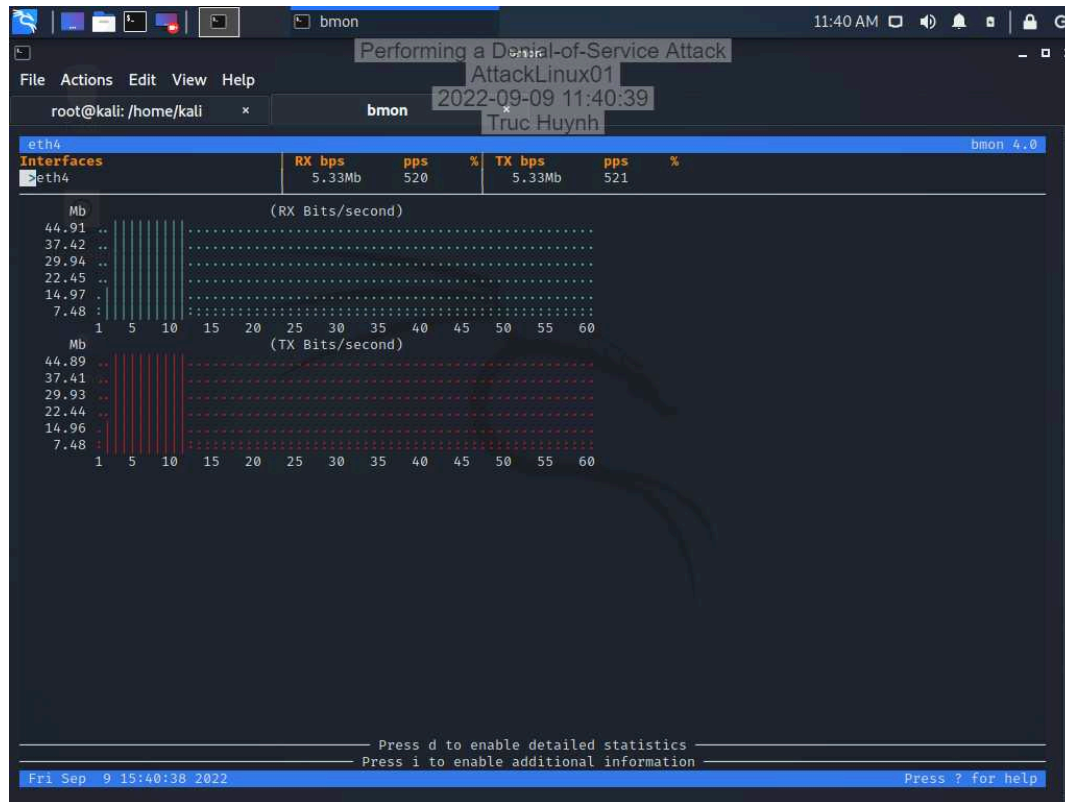 bmon
11:40 AM
Performing a Denial-of-Service Attack
AttackLinux01
2022-09-09 11:40:39
Truc Huynh
File Actions Edit View Help
root@kali: /home/kali × bmon ×
eth4 bmon 4.0
Interfaces RX bps pps % TX bps pps %
>eth4 5.33Mb 520 5.33Mb 521
Mb (RX Bits/second)
44.91
37.42
29.94
22.45
14.97
7.48
1 5 10 15 20 25 30 35 40 45 50 55 60
Mb (TX Bits/second)
44.89
37.41
29.93
22.44
14.96
7.48
1 5 10 15 20 25 30 35 40 45 50 55 60
Press d to enable detailed statistics
Press i to enable additional information
Fri Sep 9 15:40:38 2022 Press ? for help